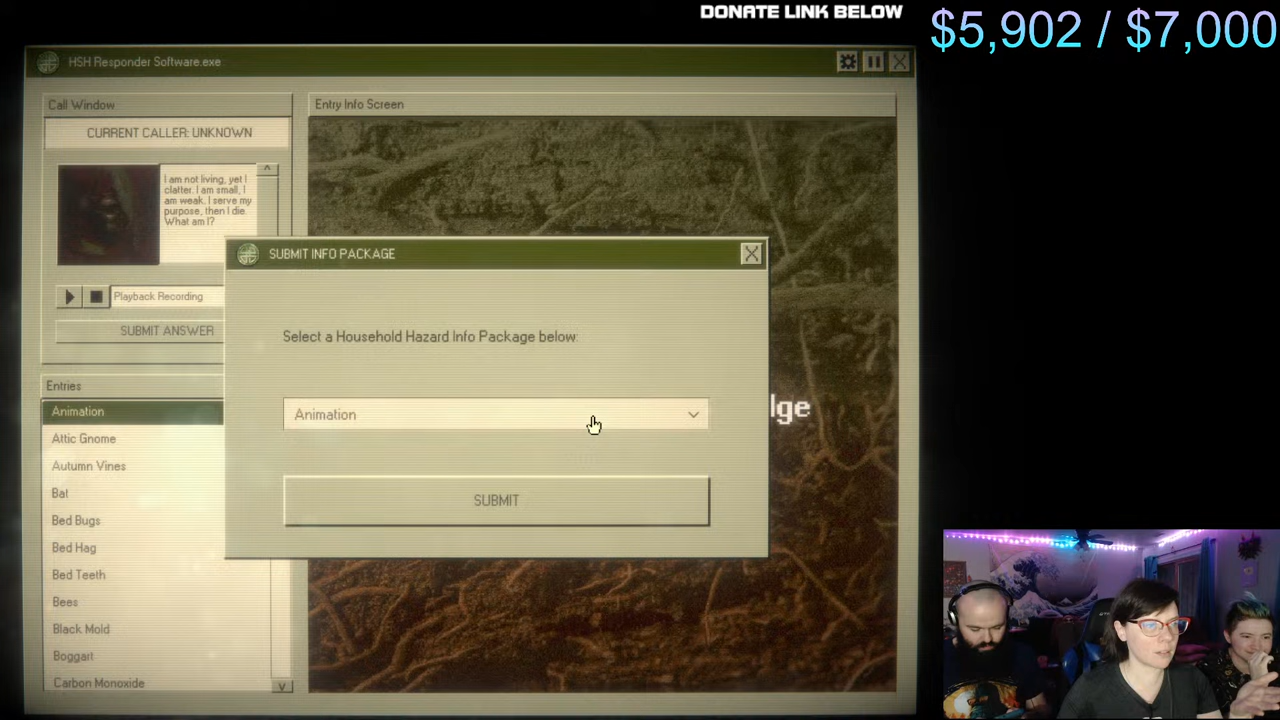 DONATE LINK BELOW
$5,902 / $7,000
HSH Responder Software.exe
Call Window
CURRENT CALLER: UNKNOWN
I am not living, yet I
clatter. I am small, I
am weak. I serve my
purpose, then I die.
What am I?
Playback Recording
SUBMIT ANSWER
Entries
Animation
Attic Gnome
Autumn Vines
Bat
Bed Bugs
Bed Hag
Bed Teeth
Bees
Black Mold
Boggart
Carbon Monoxide
Entry Info Screen
SUBMIT INFO PACKAGE
Select a Household Hazard Info Package below:
Animation
SUBMIT
dge